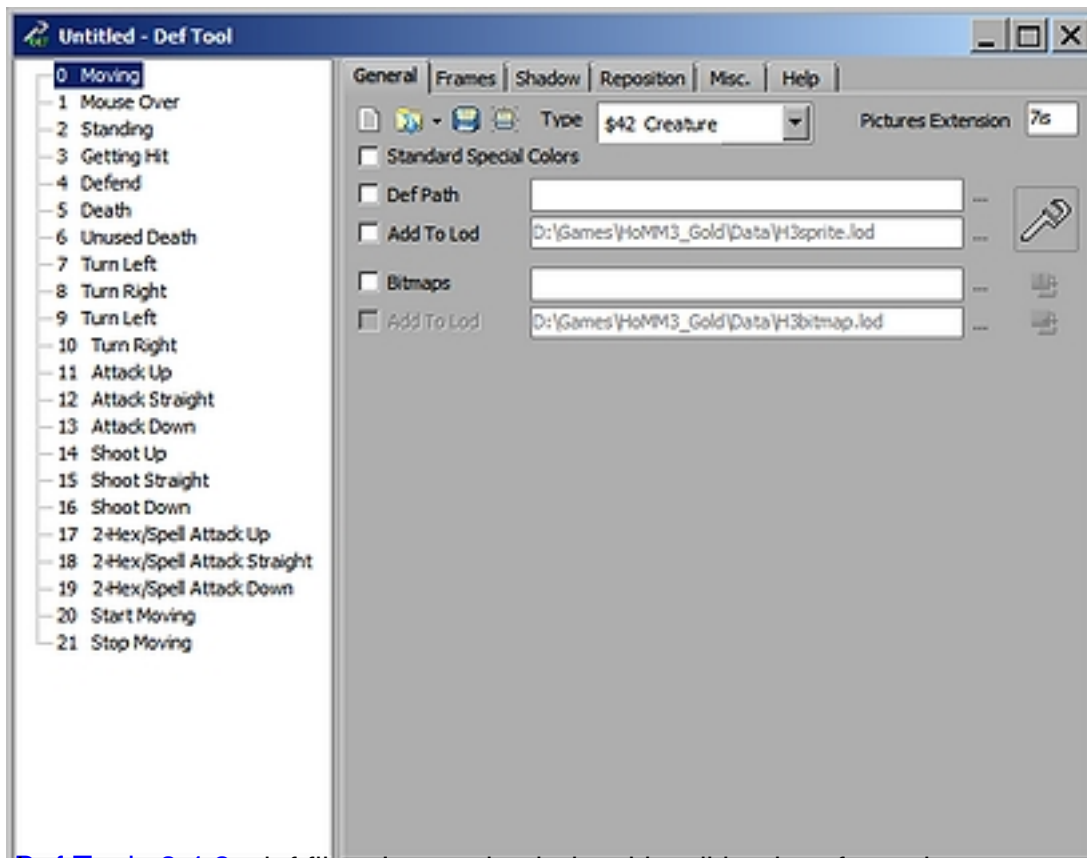 Untitled - Def Tool
0 Moving
1 Mouse Over
2 Standing
3 Getting Hit
4 Defend
5 Death
6 Unused Death
7 Turn Left
8 Turn Right
9 Turn Left
10 Turn Right
11 Attack Up
12 Attack Straight
13 Attack Down
14 Shoot Up
15 Shoot Straight
16 Shoot Down
17 2-Hex/Spell Attack Up
18 2-Hex/Spell Attack Straight
19 2-Hex/Spell Attack Down
20 Start Moving
21 Stop Moving
General Frames Shadow Reposition Misc. Help
Type $42 Creature Pictures Extension
Standard Special Colors
Def Path ...
Add To Lod D:\Games\HoMM3_Gold\Data\H3sprite.lod ...
Bitmaps ...
Add To Lod D:\Games\HoMM3_Gold\Data\H3bitmap.lod ...